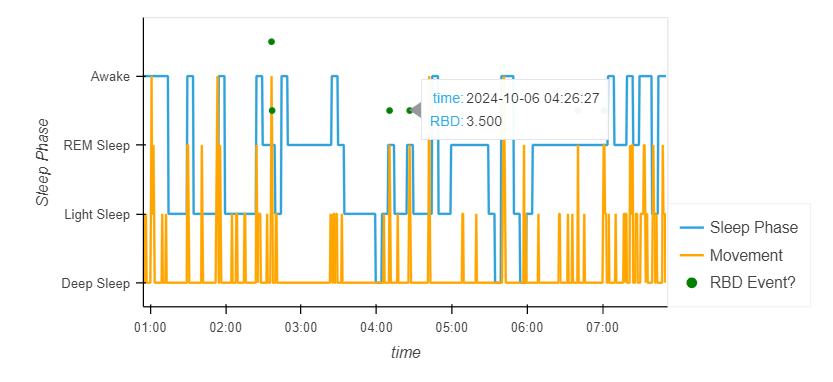 Awake
REM Sleep
Light Sleep
Deep Sleep
Sleep Phase
time: 2024-10-06 04:26:27
RBD: 3.500
Sleep Phase
Movement
RBD Event?
01:00 02:00 03:00 04:00 05:00 06:00 07:00
time